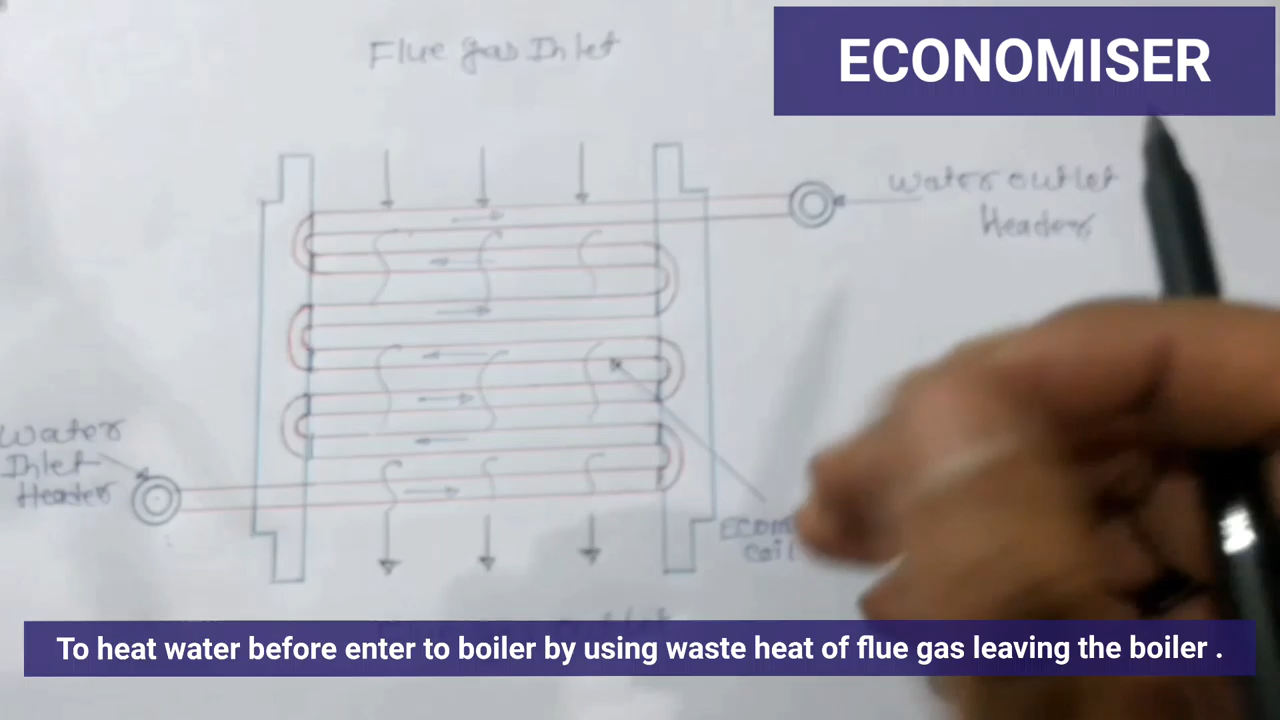 Flue gas Inlet
ECONOMISER
Water outlet
Header
Water
Inlet
Header
coil
To heat water before enter to boiler by using waste heat of flue gas leaving the boiler .